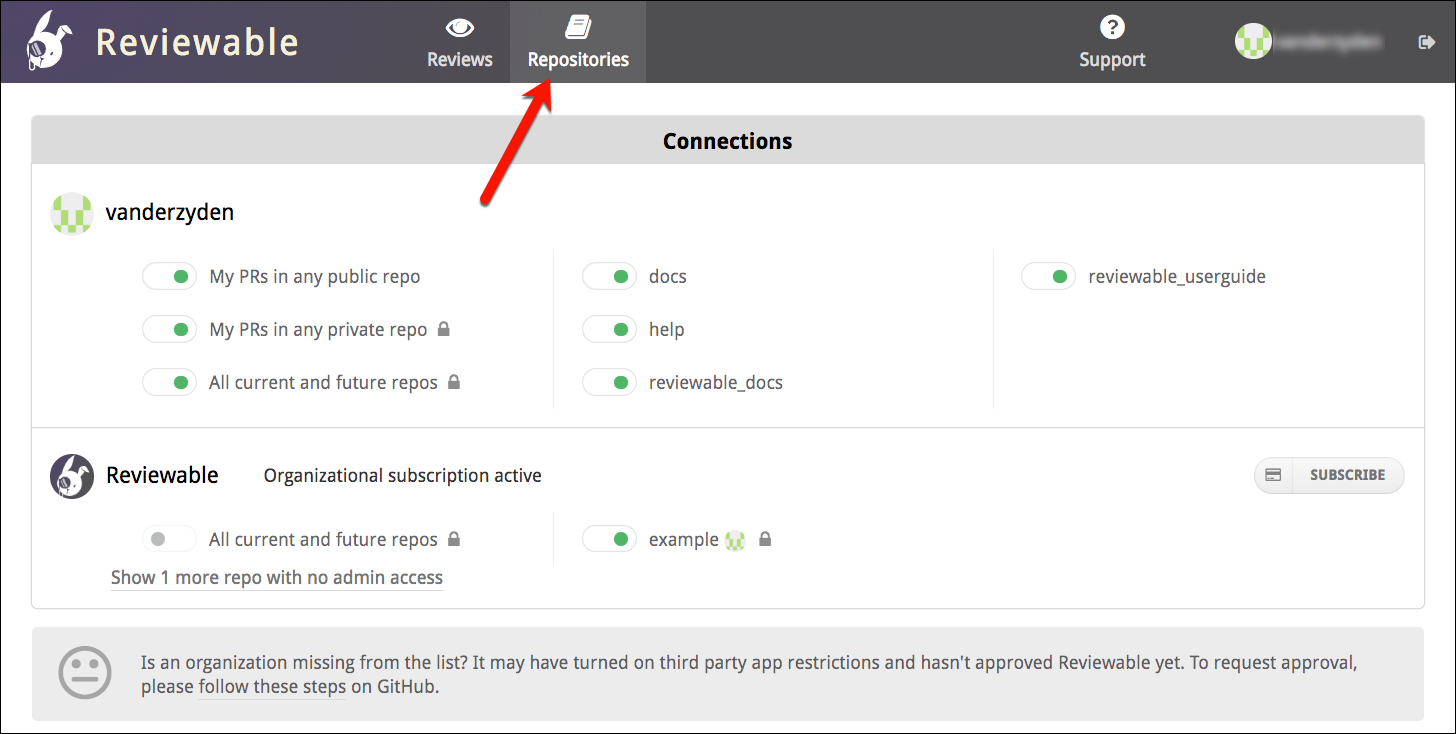 Reviewable
Reviews
Repositories
Support
Connections
vanderzyden
My PRs in any public repo
docs
reviewable_userguide
My PRs in any private repo
help
All current and future repos
reviewable_docs
Reviewable
Organizational subscription active
SUBSCRIBE
All current and future repos
example
Show 1 more repo with no admin access
Is an organization missing from the list? It may have turned on third party app restrictions and hasn't approved Reviewable yet. To request approval,
please follow these steps on GitHub.